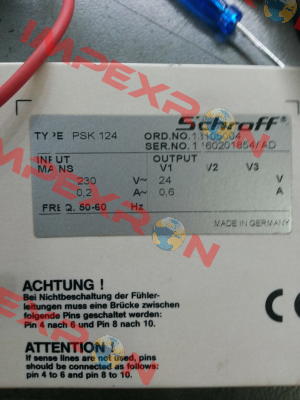 Schroff
TYPE PSK 124 ORD.NO.
SERV.NO.
INPUT OUTPUT
MAINS V1 V2 V3
230 V~ 24 V
0,2 A~ 0,6 A
FREQ. 50-60 Hz
MADE IN GERMANY
ACHTUNG !
Bei Nichtbeschaltung der Fühler-
leitungen muss eine Brücke zwischen
folgende Pins geschaltet werden:
Pin 4 nach 6 und Pin 8 nach 10.
ATTENTION !
If sense lines are not used, pins
should be connected as follows:
pin 4 to 6 and pin 8 to 10.
CE
IMPEXRON